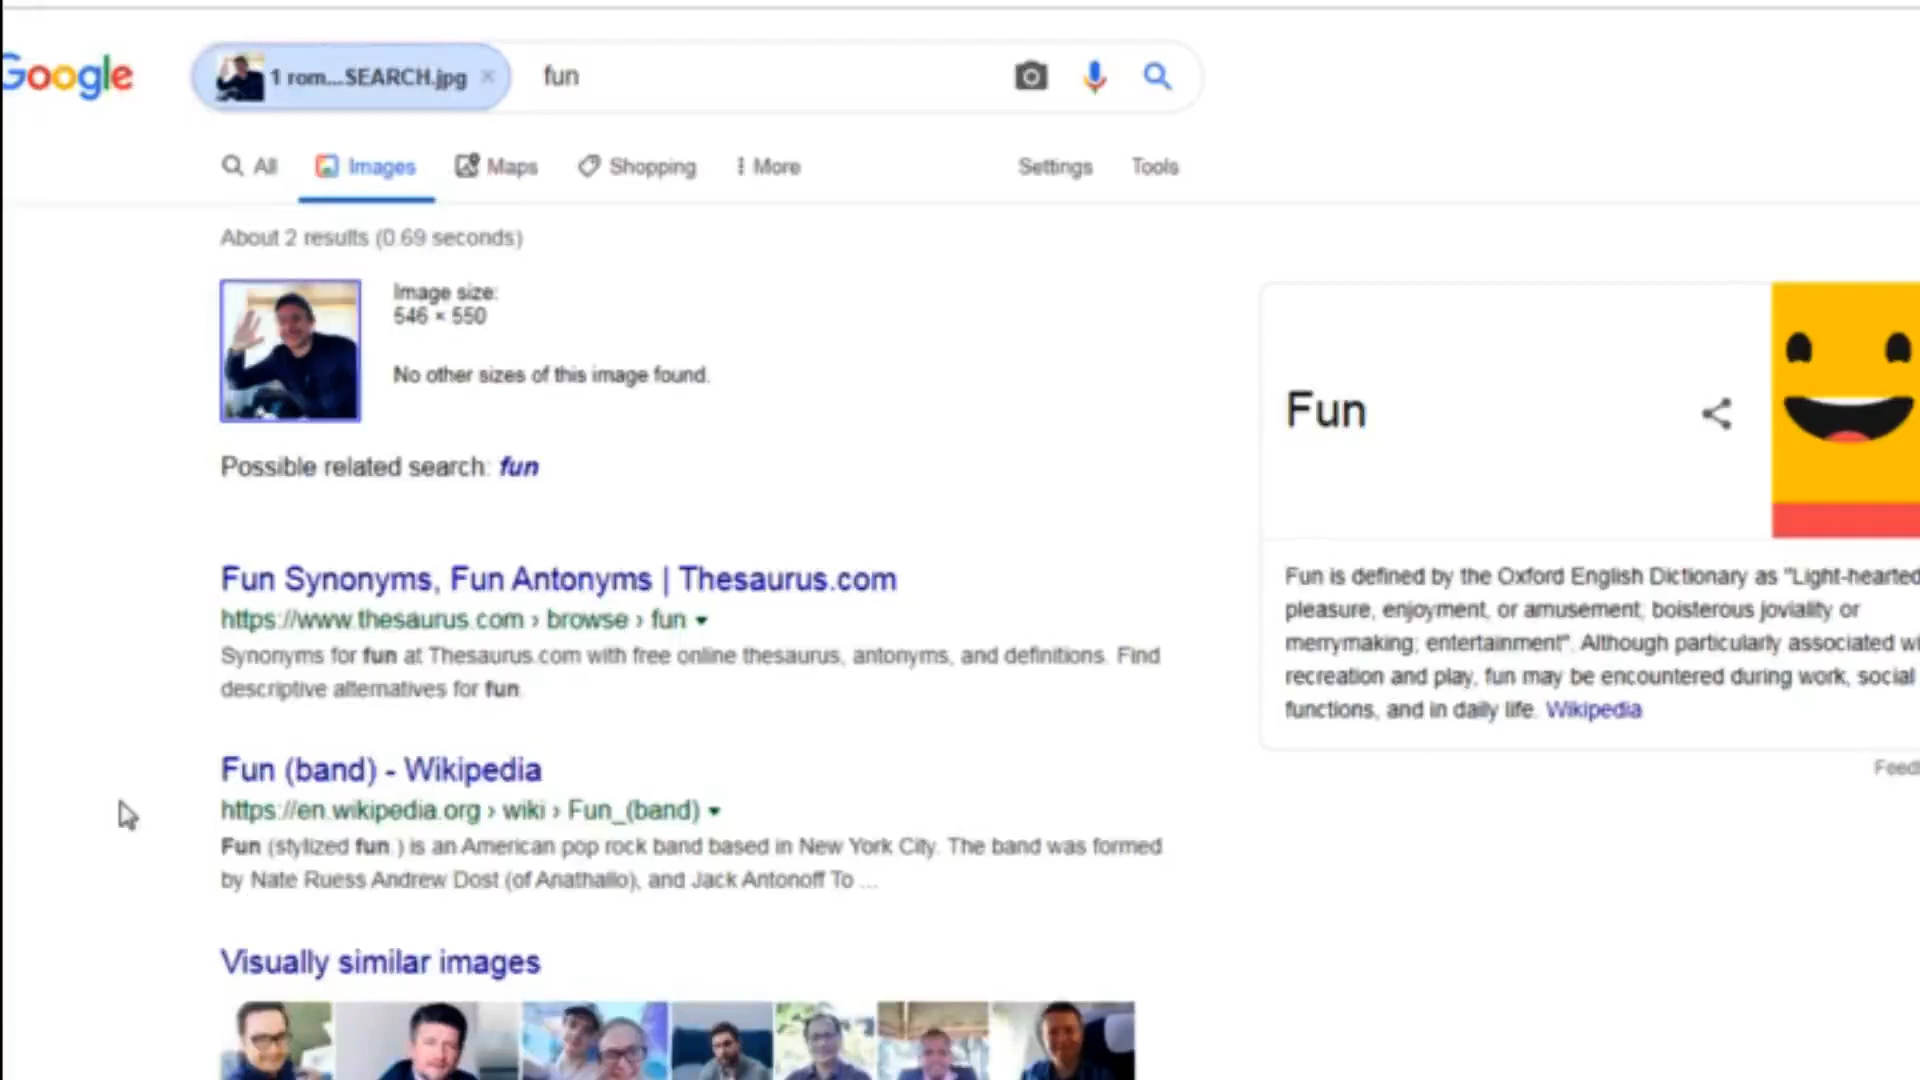 Google
1 rom...SEARCH.jpg × fun
All Images Maps Shopping More Settings Tools
About 2 results (0.69 seconds)
Image size:
546 × 550
No other sizes of this image found.
Possible related search: fun
Fun Synonyms, Fun Antonyms | Thesaurus.com
https://www.thesaurus.com › browse › fun
Synonyms for fun at Thesaurus.com with free online thesaurus, antonyms, and definitions. Find
descriptive alternatives for fun.
Fun (band) - Wikipedia
https://en.wikipedia.org › wiki › Fun_(band)
Fun (stylized fun.) is an American pop rock band based in New York City. The band was formed
by Nate Ruess Andrew Dost (of Anathallo), and Jack Antonoff To ...
Visually similar images
Fun
Fun is defined by the Oxford English Dictionary as "Light-hearted
pleasure, enjoyment, or amusement; boisterous joviality or
merrymaking; entertainment". Although particularly associated
recreation and play, fun may be encountered during work, social
functions, and in daily life. Wikipedia